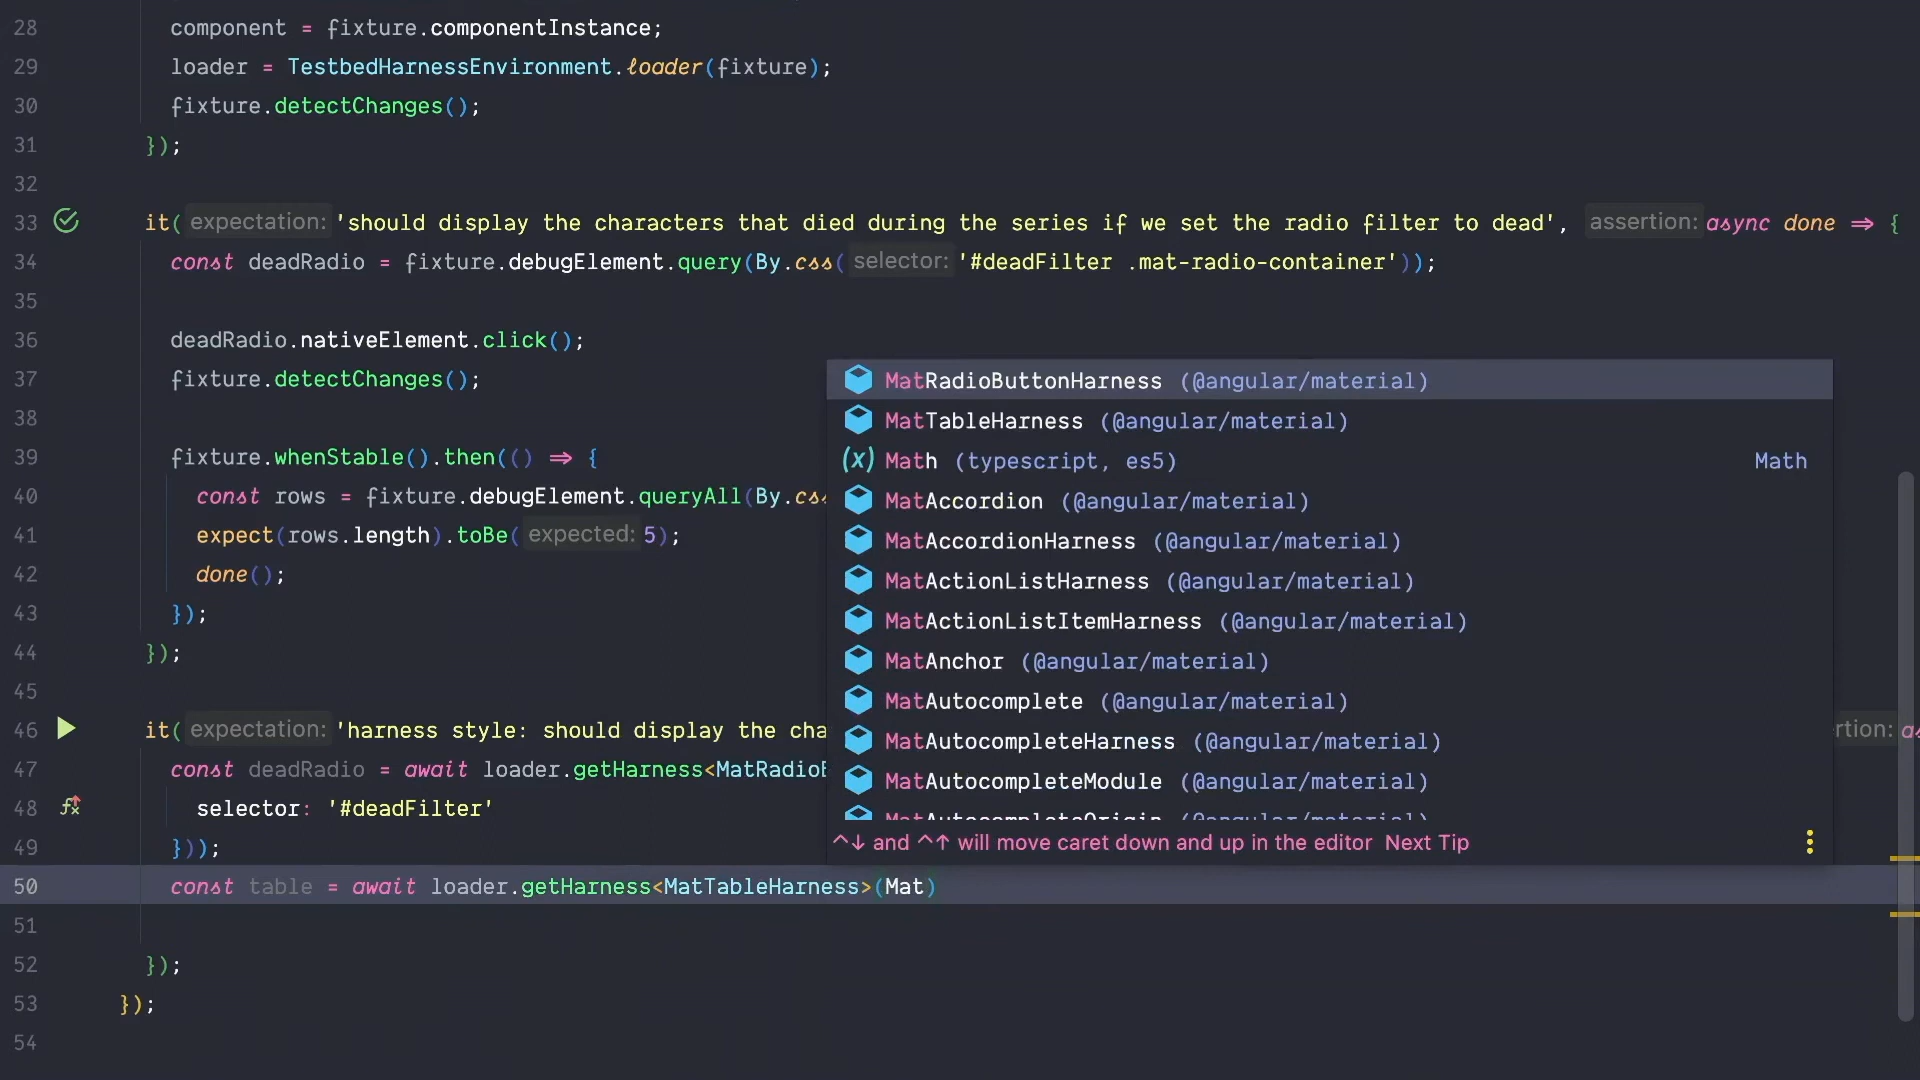 28 component = fixture.componentInstance;
29 loader = TestbedHarnessEnvironment.loader(fixture);
30 fixture.detectChanges();
31 });
32
33 it( expectation: 'should display the characters that died during the series if we set the radio filter to dead', assertion: async done ⇒ {
34 const deadRadio = fixture.debugElement.query(By.css( selector: '#deadFilter .mat-radio-container'));
35
36 deadRadio.nativeElement.click();
37 fixture.detectChanges();
38
39 fixture.whenStable().then(() ⇒ {
40 const rows = fixture.debugElement.queryAll(By.css
41 expect(rows.length).toBe( expected: 5);
42 done();
43 });
44 });
45
46 it( expectation: 'harness style: should display the cha
47 const deadRadio = await loader.getHarness<MatRadioB
48 selector: '#deadFilter'
49 }));
50 const table = await loader.getHarness<MatTableHarness>(Mat)
51
52 });
53 });
54
MatRadioButtonHarness (@angular/material)
MatTableHarness (@angular/material)
(x) Math (typescript, es5) Math
MatAccordion (@angular/material)
MatAccordionHarness (@angular/material)
MatActionListHarness (@angular/material)
MatActionListItemHarness (@angular/material)
MatAnchor (@angular/material)
MatAutocomplete (@angular/material)
MatAutocompleteHarness (@angular/material)
MatAutocompleteModule (@angular/material)
MatAutocompleteOrigin (@angular/material)
^↓ and ^↑ will move caret down and up in the editor Next Tip
rtion: as